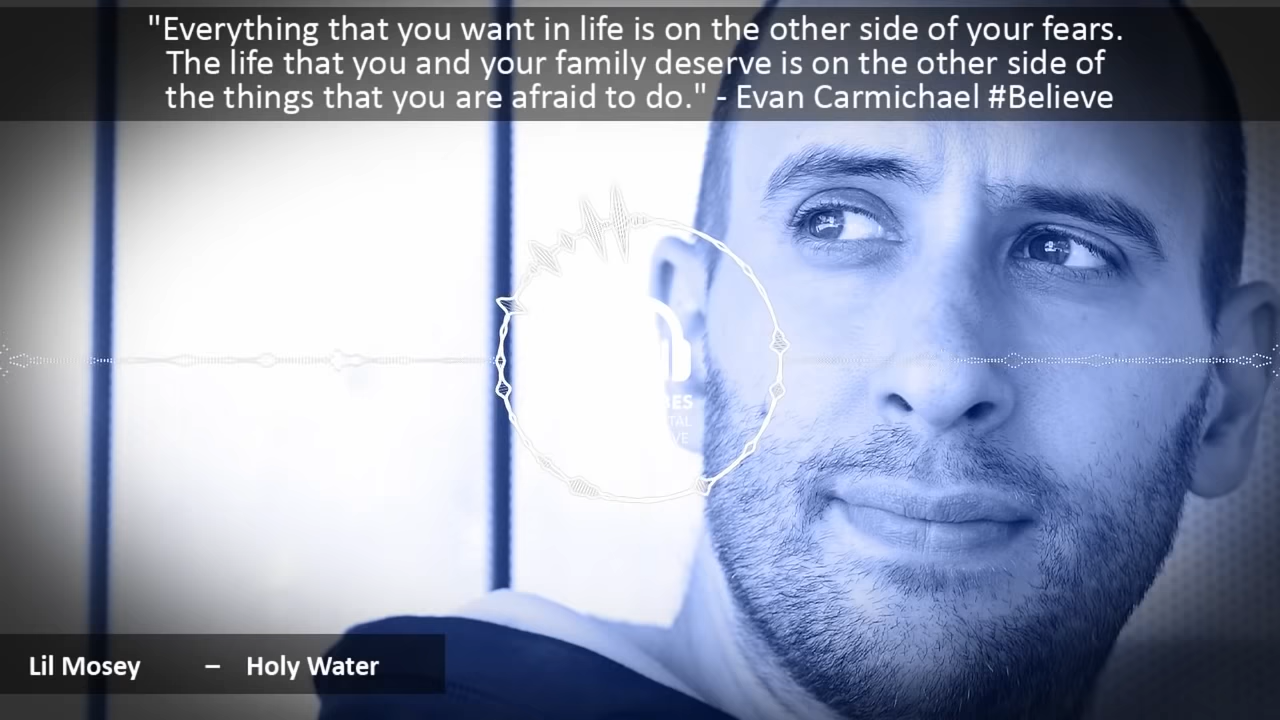 "Everything that you want in life is on the other side of your fears.
The life that you and your family deserve is on the other side of
the things that you are afraid to do." - Evan Carmichael #Believe
Lil Mosey – Holy Water